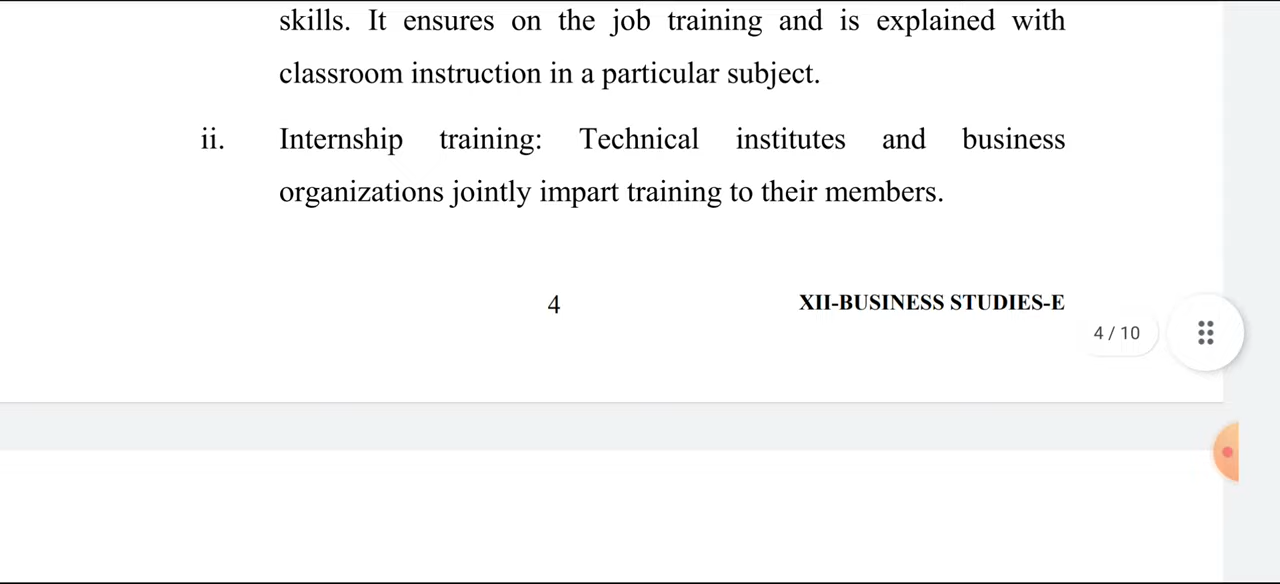 skills. It ensures on the job training and is explained with
classroom instruction in a particular subject.
ii. Internship training: Technical institutes and business
organizations jointly impart training to their members.
4 XII-BUSINESS STUDIES-E
4 / 10